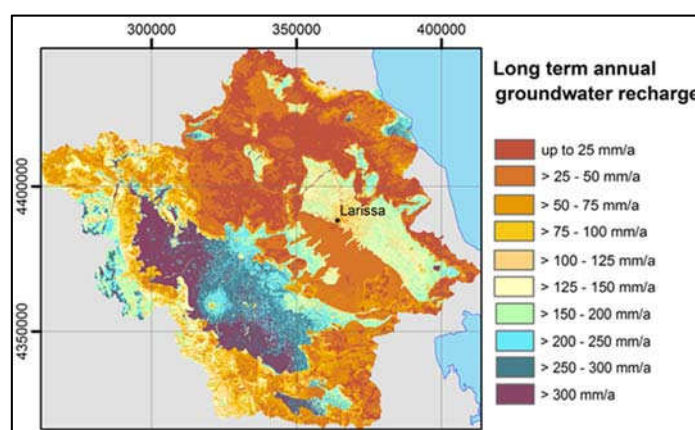 300000
350000
400000
4400000
4350000
Larissa
Long term annual
groundwater recharge
up to 25 mm/a
> 25 - 50 mm/a
> 50 - 75 mm/a
> 75 - 100 mm/a
> 100 - 125 mm/a
> 125 - 150 mm/a
> 150 - 200 mm/a
> 200 - 250 mm/a
> 250 - 300 mm/a
> 300 mm/a